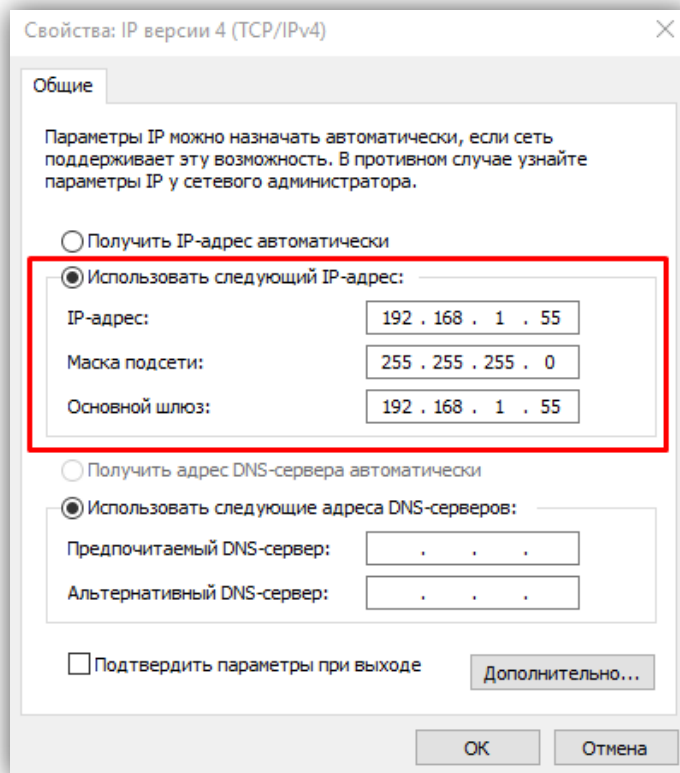 Свойства: IP версии 4 (TCP/IPv4)
Общие
Параметры IP можно назначать автоматически, если сеть
поддерживает эту возможность. В противном случае узнайте
параметры IP у сетевого администратора.
Получить IP-адрес автоматически
Использовать следующий IP-адрес:
IP-адрес: 192 . 168 . 1 . 55
Маска подсети: 255 . 255 . 255 . 0
Основной шлюз: 192 . 168 . 1 . 55
Получить адрес DNS-сервера автоматически
Использовать следующие адреса DNS-серверов:
Предпочитаемый DNS-сервер: . . .
Альтернативный DNS-сервер: . . .
Подтвердить параметры при выходе Дополнительно...
ОК Отмена